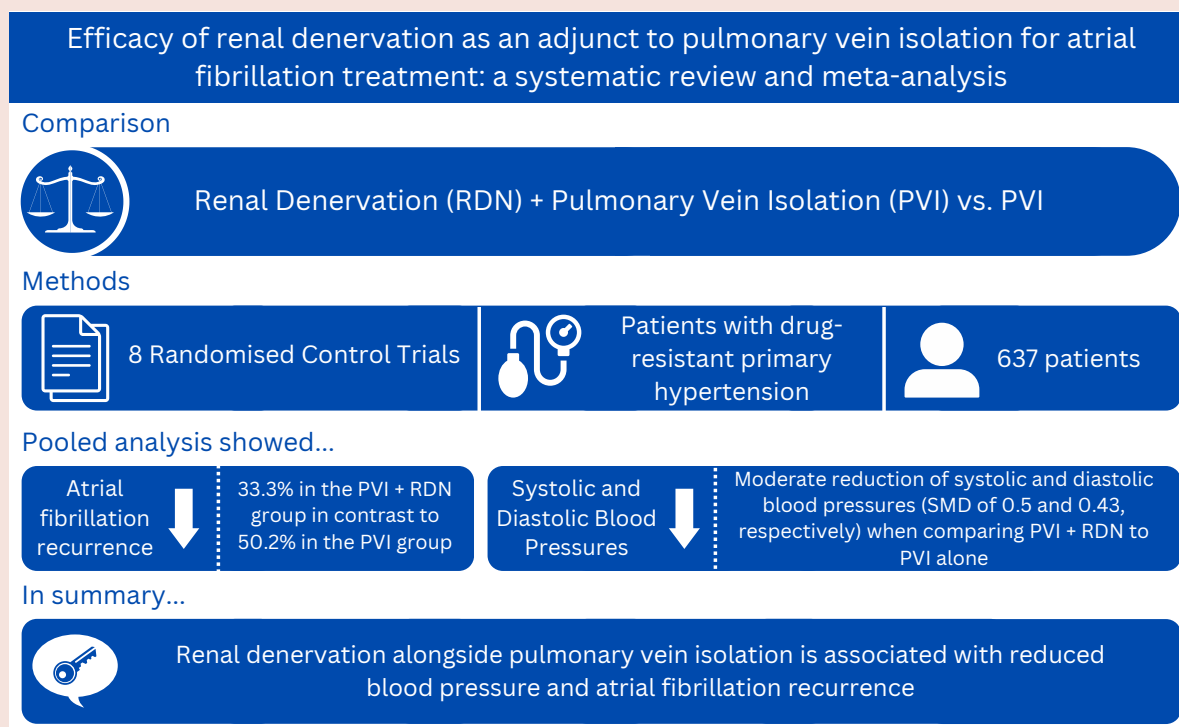 Efficacy of renal denervation as an adjunct to pulmonary vein isolation for atrial
fibrillation treatment: a systematic review and meta-analysis
Comparison
Renal Denervation (RDN) + Pulmonary Vein Isolation (PVI) vs. PVI
Methods
8 Randomised Control Trials
Patients with drug-
resistant primary
hypertension
637 patients
Pooled analysis showed...
Atrial
fibrillation
recurrence
33.3% in the PVI + RDN
group in contrast to
50.2% in the PVI group
Systolic and
Diastolic Blood
Pressures
Moderate reduction of systolic and diastolic
blood pressures (SMD of 0.5 and 0.43,
respectively) when comparing PVI + RDN to
PVI alone
In summary...
Renal denervation alongside pulmonary vein isolation is associated with reduced
blood pressure and atrial fibrillation recurrence